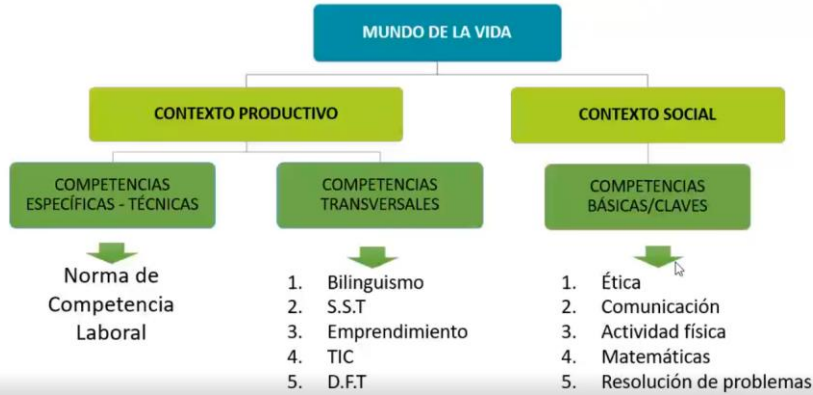 MUNDO DE LA VIDA
CONTEXTO PRODUCTIVO
CONTEXTO SOCIAL
COMPETENCIAS
ESPECÍFICAS - TÉCNICAS
COMPETENCIAS
TRANSVERSALES
COMPETENCIAS
BÁSICAS/CLAVES
Norma de
Competencia
Laboral
1. Bilinguismo
2. S.S.T
3. Emprendimiento
4. TIC
5. D.F.T
1. Ética
2. Comunicación
3. Actividad física
4. Matemáticas
5. Resolución de problemas